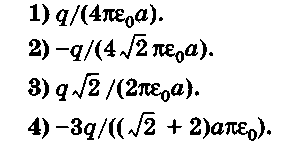 1) q/(4πε₀a).
2) −q/(4√2 πε₀a).
3) q√2 /(2πε₀a).
4) −3q/((√2 + 2)aπε₀).